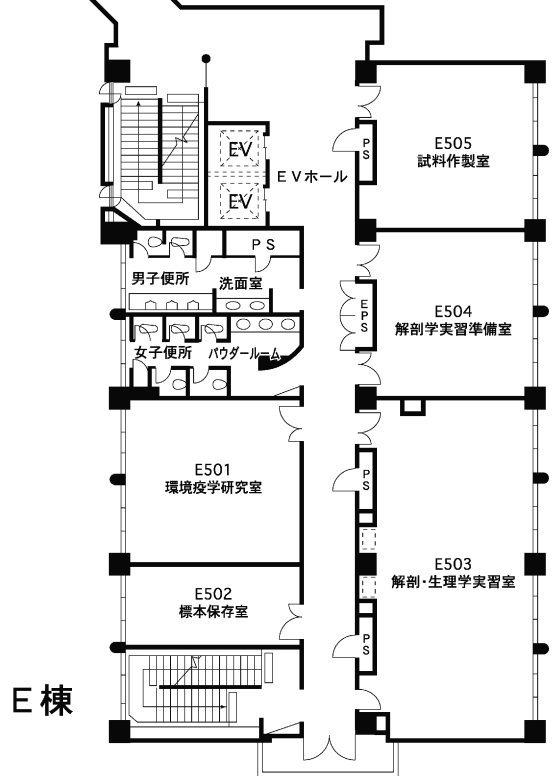 EV
EV
EVホール
PS
E505
試料作製室
PS
男子便所
洗面室
EPS
E504
解剖学実習準備室
女子便所
パウダールーム
E501
環境疫学研究室
PS
E503
解剖・生理学実習室
E502
標本保存室
PS
E棟